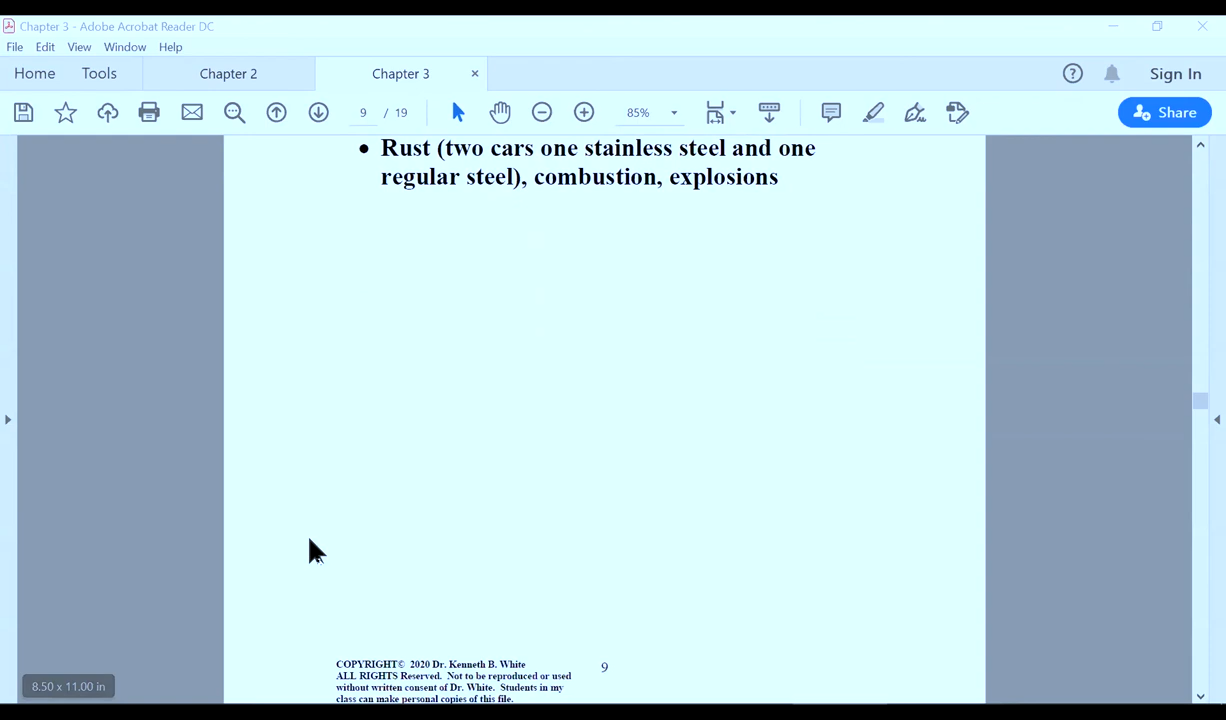 Chapter 3 - Adobe Acrobat Reader DC
File Edit View Window Help
Home Tools Chapter 2 Chapter 3 × Sign In
9 / 19 85% Share
• Rust (two cars one stainless steel and one
regular steel), combustion, explosions
COPYRIGHT© 2020 Dr. Kenneth B. White
ALL RIGHTS Reserved. Not to be reproduced or used
without written consent of Dr. White. Students in my
class can make personal copies of this file.
9
8.50 x 11.00 in